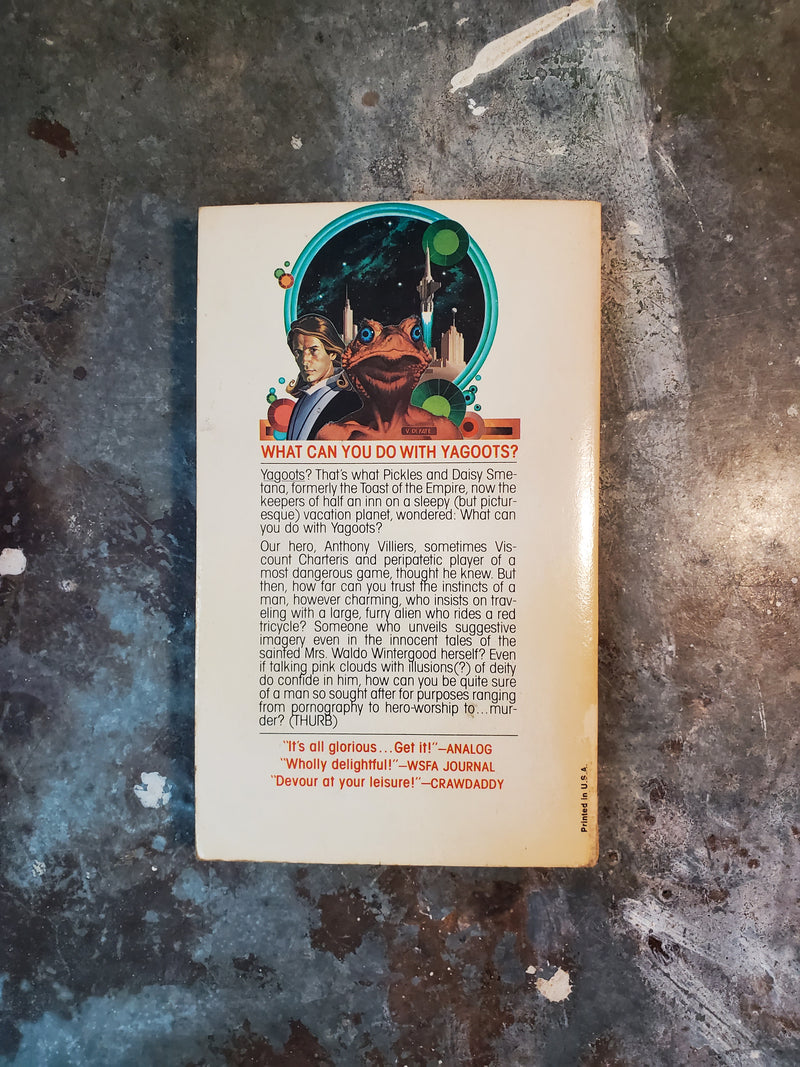 V. DI FATE
WHAT CAN YOU DO WITH YAGOOTS?
Yagoots? That's what Pickles and Daisy Sme-
tana, formerly the Toast of the Empire, now the
keepers of half an inn on a sleepy (but pictur-
esque) vacation planet, wondered: What can
you do with Yagoots?
Our hero, Anthony Villiers, sometimes Vis-
count Charteris and peripatetic player of a
most dangerous game, thought he knew. But
then, how far can you trust the instincts of a
man, however charming, who insists on trav-
eling with a large, furry alien who rides a red
tricycle? Someone who unveils suggestive
imagery even in the innocent tales of the
sainted Mrs. Waldo Wintergood herself? Even
if talking pink clouds with illusions(?) of deity
do confide in him, how can you be quite sure
of a man so sought after for purposes ranging
from pornography to hero-worship to...mur-
der? (THURB)
"It's all glorious...Get it!"—ANALOG
"Wholly delightful!"—WSFA JOURNAL
"Devour at your leisure!"—CRAWDADDY
Printed in U.S.A.